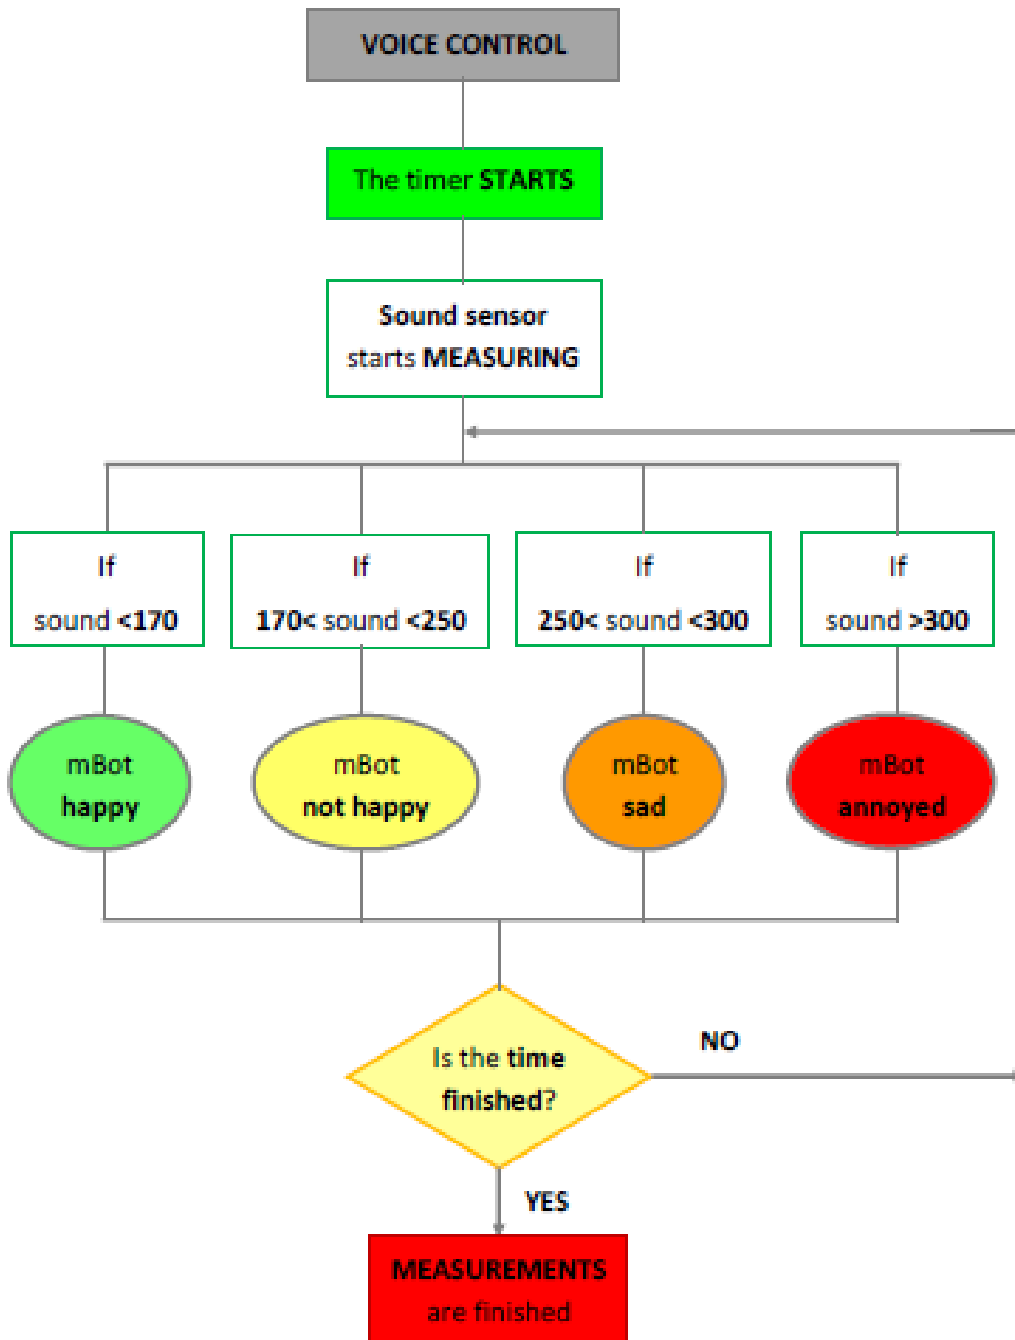 VOICE CONTROL
The timer STARTS
Sound sensor
starts MEASURING
If
sound <170
If
170< sound <250
If
250< sound <300
If
sound >300
mBot
happy
mBot
not happy
mBot
sad
mBot
annoyed
Is the time
finished?
NO
YES
MEASUREMENTS
are finished